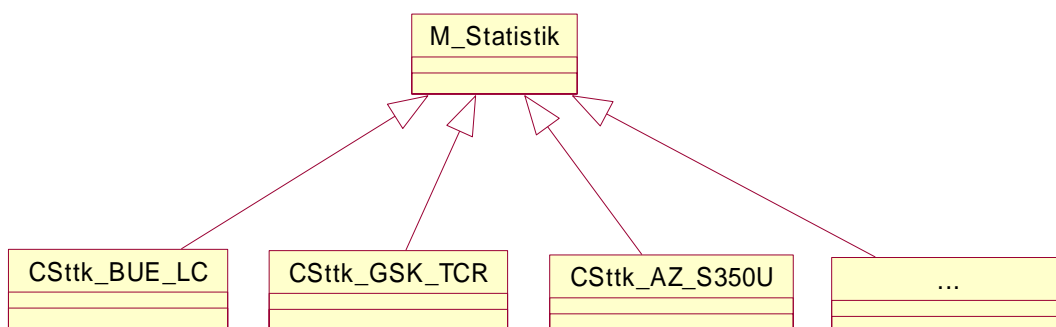 M_Statistik
CSttk_BUE_LC
CSttk_GSK_TCR
CSttk_AZ_S350U
...